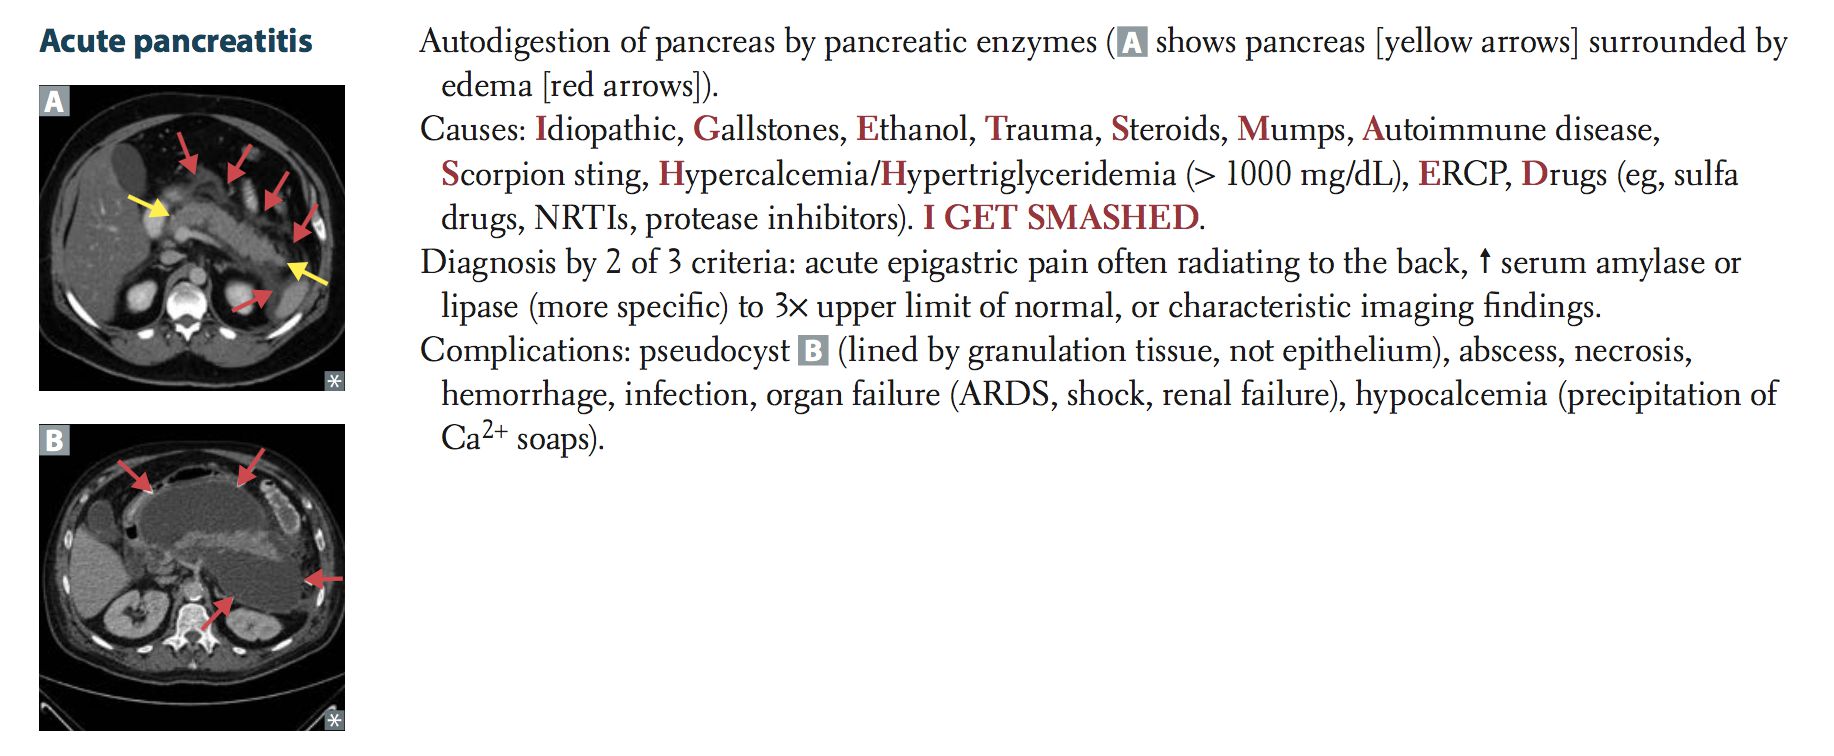 Acute pancreatitis
A
*
B
*
Autodigestion of pancreas by pancreatic enzymes (A shows pancreas [yellow arrows] surrounded by
edema [red arrows]).
Causes: Idiopathic, Gallstones, Ethanol, Trauma, Steroids, Mumps, Autoimmune disease,
Scorpion sting, Hypercalcemia/Hypertriglyceridemia (> 1000 mg/dL), ERCP, Drugs (eg, sulfa
drugs, NRTIs, protease inhibitors). I GET SMASHED.
Diagnosis by 2 of 3 criteria: acute epigastric pain often radiating to the back, ↑ serum amylase or
lipase (more specific) to 3× upper limit of normal, or characteristic imaging findings.
Complications: pseudocyst B (lined by granulation tissue, not epithelium), abscess, necrosis,
hemorrhage, infection, organ failure (ARDS, shock, renal failure), hypocalcemia (precipitation of
Ca²⁺ soaps).